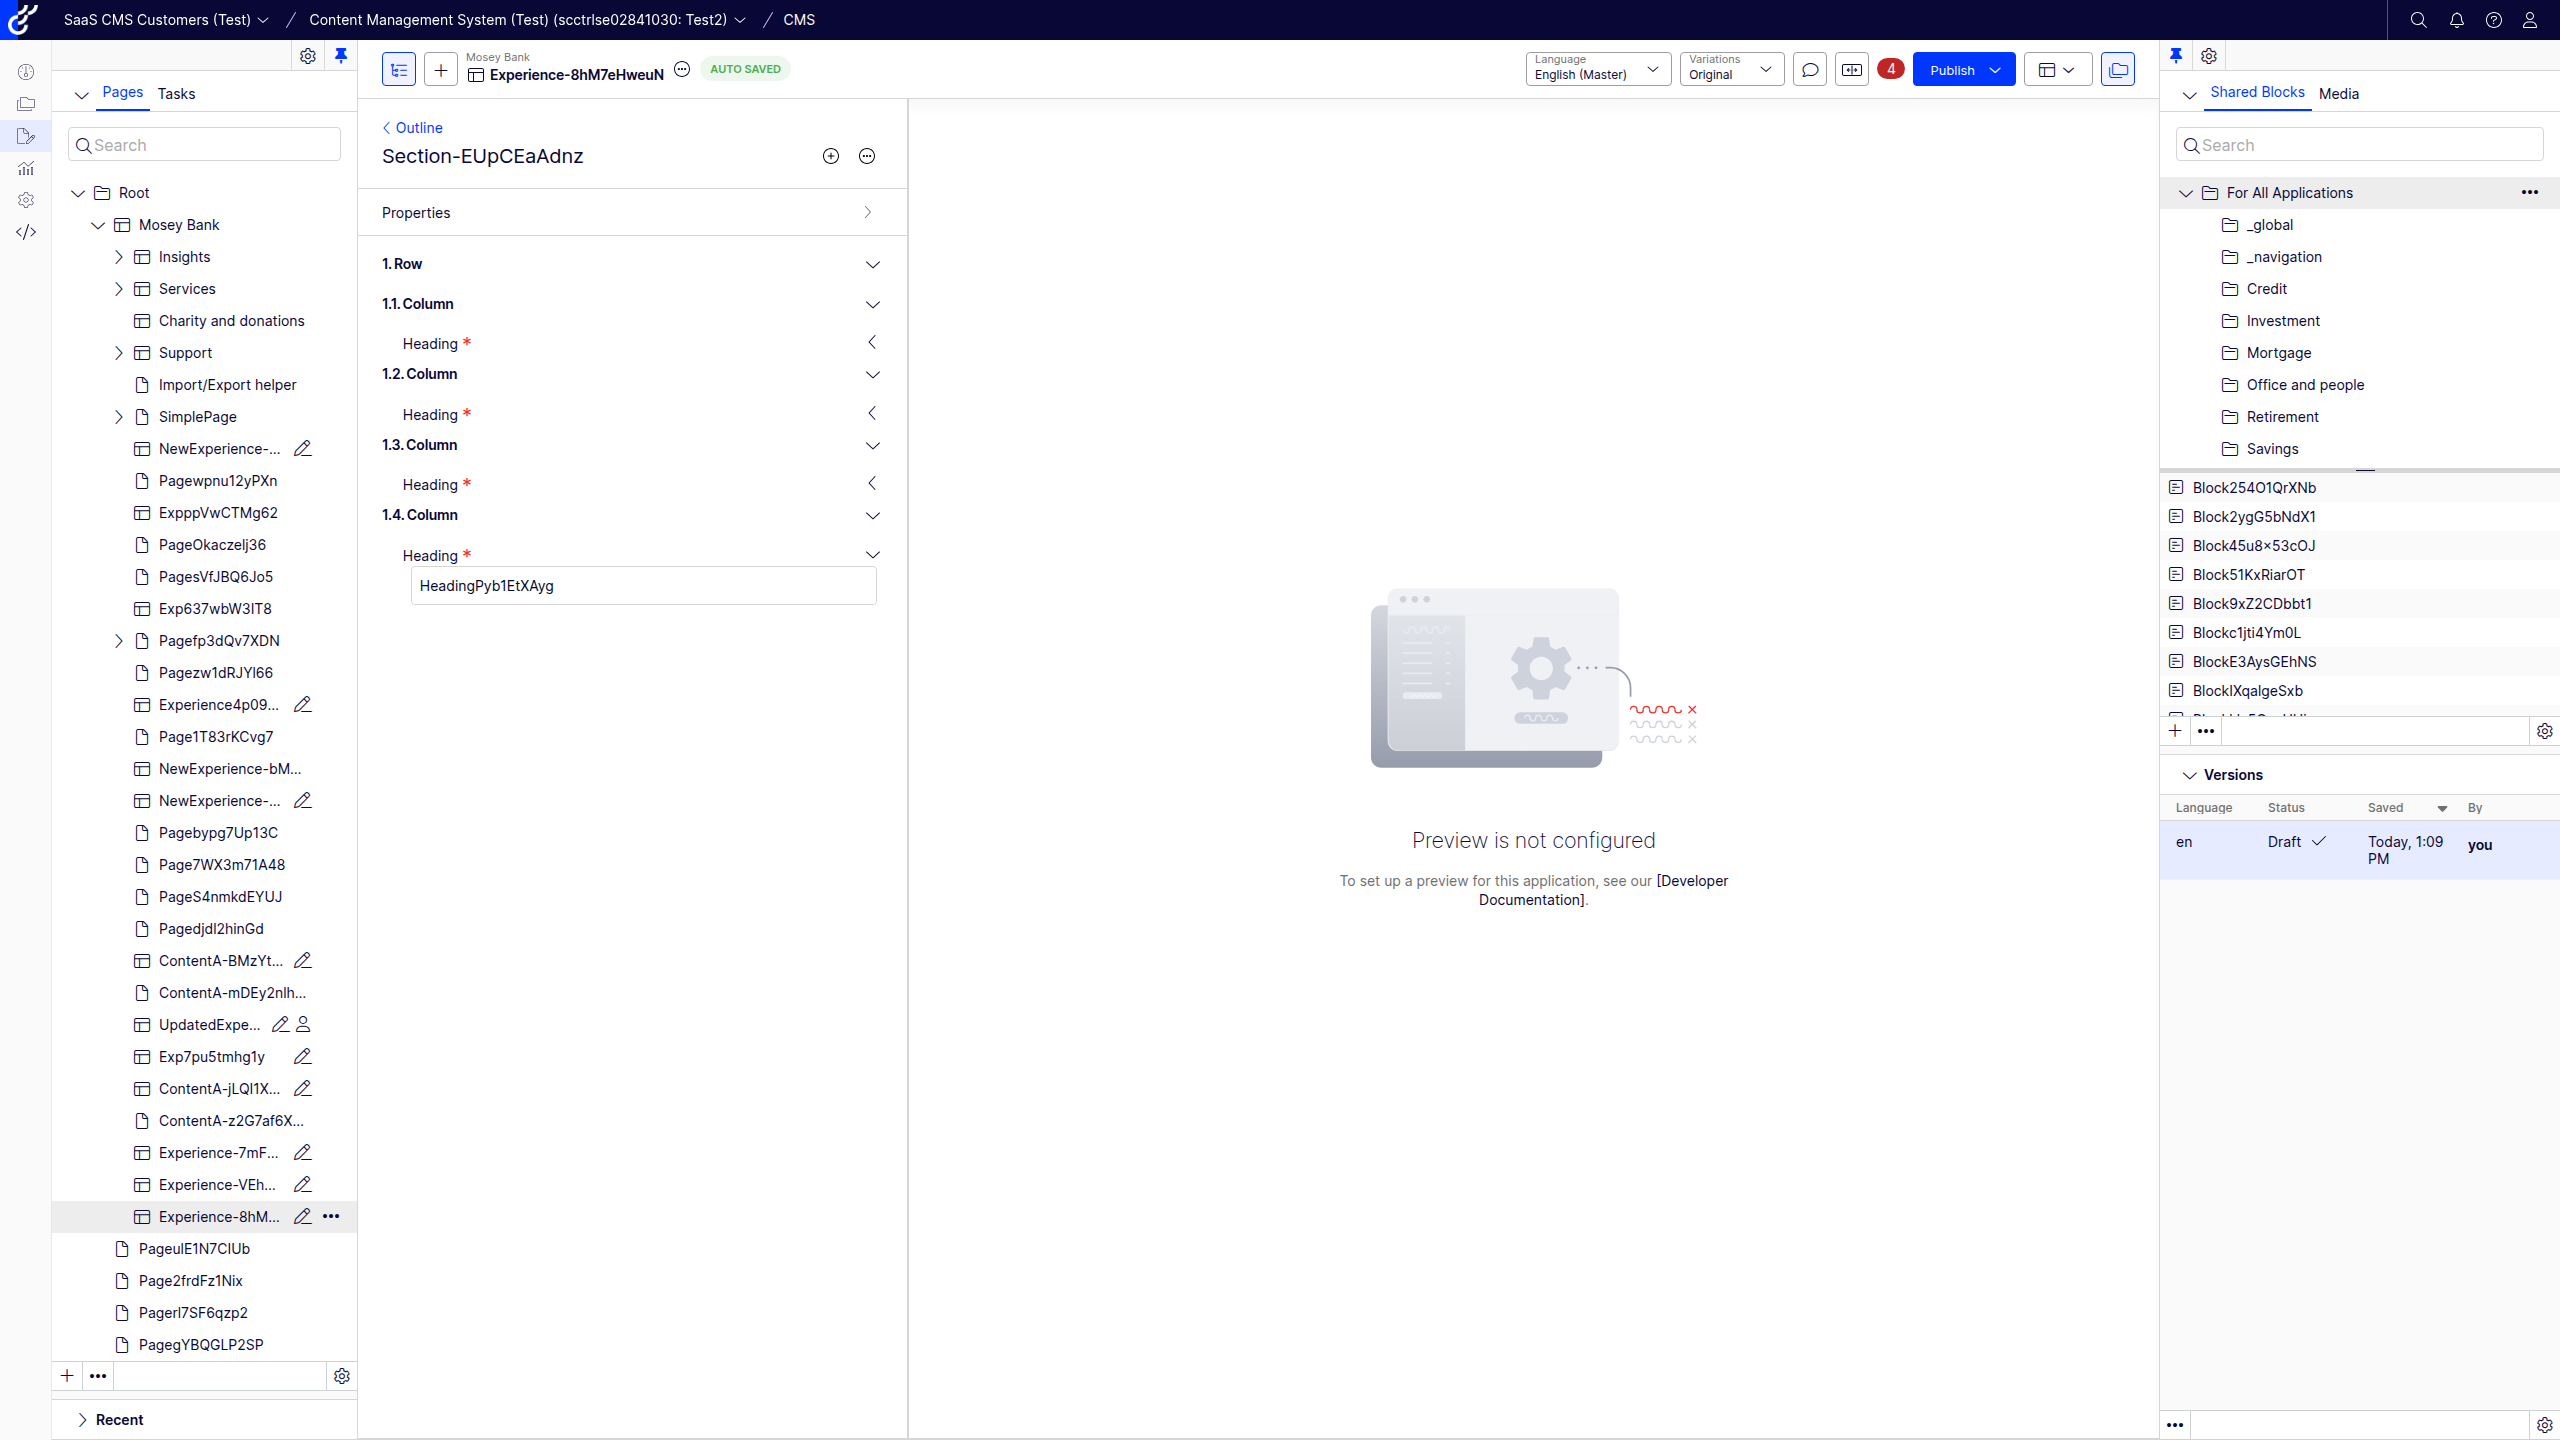 SaaS CMS Customers (Test)
Content Management System (Test) (scctrlse02841030: Test2)
CMS
Pages
Tasks
Search
Root
Mosey Bank
Insights
Services
Charity and donations
Support
Import/Export helper
SimplePage
NewExperience-...
Pagewpnu12yPXn
ExpppVwCTMg62
PageOkaczelj36
PagesVfJBQ6Jo5
Exp637wbW3IT8
Pagefp3dQv7XDN
Pagezw1dRJYl66
Experience4p09...
Page1T83rKCvg7
NewExperience-bM...
NewExperience-...
Pagebypg7Up13C
Page7WX3m71A48
PageS4nmkdEYUJ
Pagedjdl2hinGd
ContentA-BMzYt...
ContentA-mDEy2nlh...
UpdatedExpe...
Exp7pu5tmhg1y
ContentA-jLQI1X...
ContentA-z2G7af6X...
Experience-7mF...
Experience-VEh...
Experience-8hM...
PageulE1N7CIUb
Page2frdFz1Nix
Pagerl7SF6qzp2
PagegYBQGLP2SP
Recent
Mosey Bank
Experience-8hM7eHweuN
AUTO SAVED
Language
English (Master)
Variations
Original
4
Publish
Outline
Section-EUpCEaAdnz
Properties
1. Row
1.1. Column
Heading *
1.2. Column
Heading *
1.3. Column
Heading *
1.4. Column
Heading *
HeadingPyb1EtXAyg
Preview is not configured
To set up a preview for this application, see our [Developer
Documentation].
Shared Blocks
Media
Search
For All Applications
_global
_navigation
Credit
Investment
Mortgage
Office and people
Retirement
Savings
Block254O1QrXNb
Block2ygG5bNdX1
Block45u8x53cOJ
Block51KxRiarOT
Block9xZ2CDbbt1
Blockc1jti4Ym0L
BlockE3AysGEhNS
BlockIXqaIgeSxb
Versions
Language Status Saved By
en Draft Today, 1:09 PM you